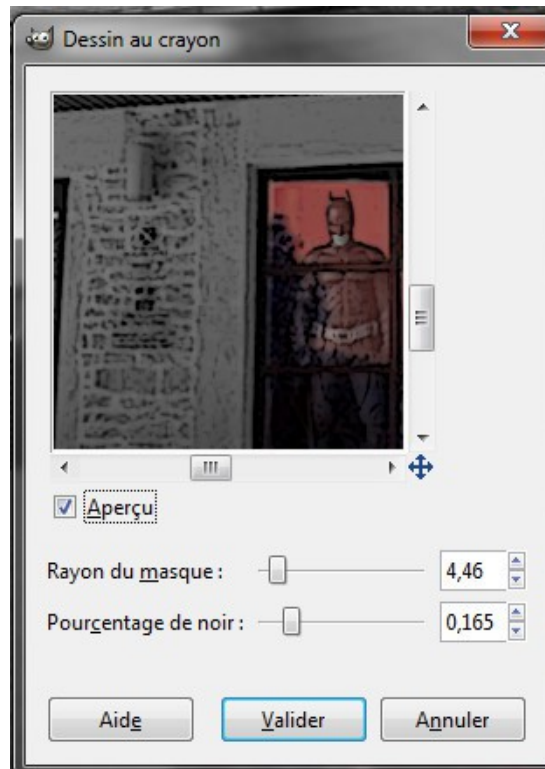 Dessin au crayon
Aperçu
Rayon du masque : 4,46
Pourcentage de noir : 0,165
Aide Valider Annuler